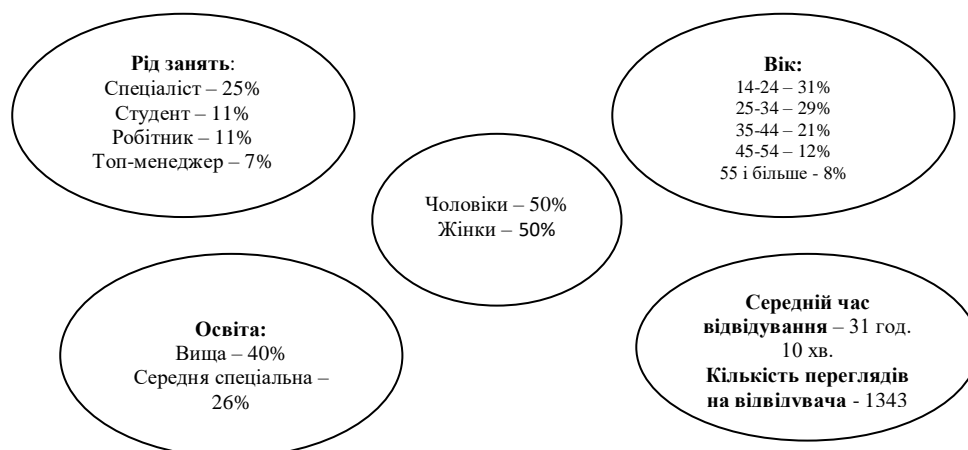 Рід занять:
Спеціаліст – 25%
Студент – 11%
Робітник – 11%
Топ-менеджер – 7%
Вік:
14-24 – 31%
25-34 – 29%
35-44 – 21%
45-54 – 12%
55 і більше - 8%
Чоловіки – 50%
Жінки – 50%
Освіта:
Вища – 40%
Середня спеціальна –
26%
Середній час
відвідування – 31 год.
10 хв.
Кількість переглядів
на відвідувача - 1343